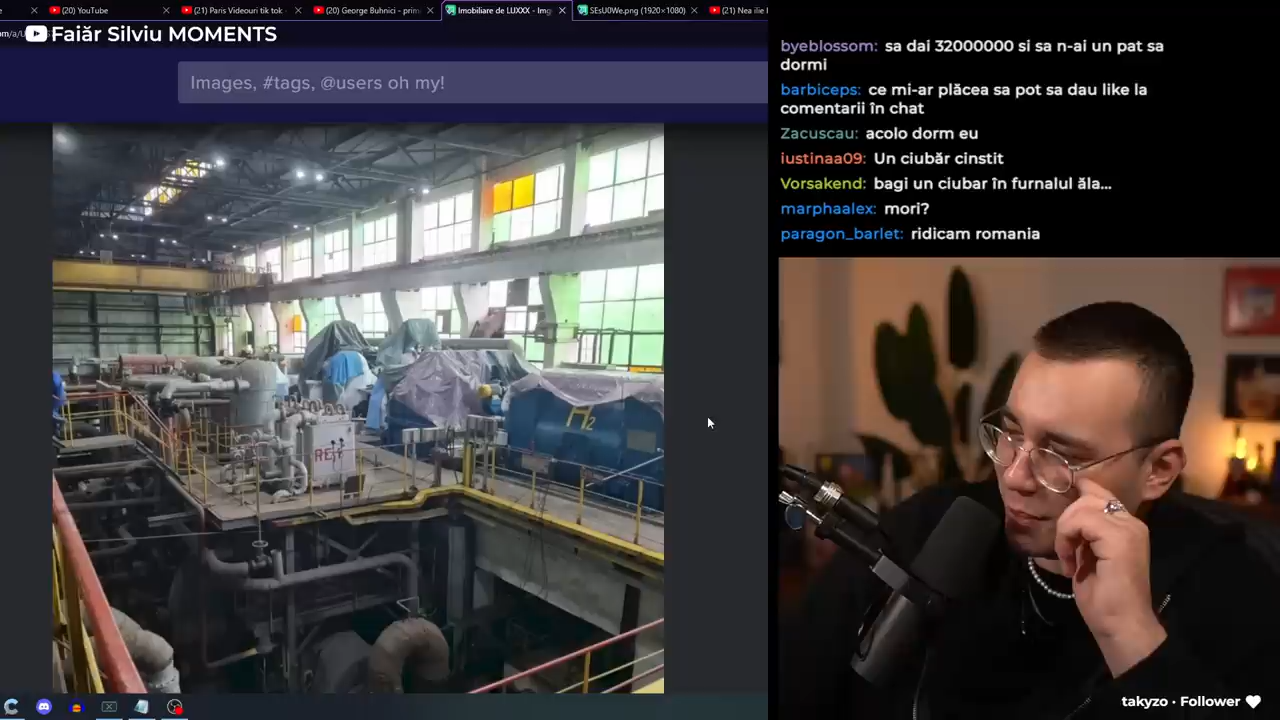 (20) YouTube
(21) Paris Videouri tik tok
(20) George Buhnici - prim
Imobiliare de LUXXX - Img
SEsU0We.png (1920×1080)
(21) Nea ilie
Faiăr Silviu MOMENTS
Images, #tags, @users oh my!
H2
byeblossom: sa dai 32000000 si sa n-ai un pat sa
dormi
barbiceps: ce mi-ar plăcea sa pot sa dau like la
comentarii în chat
Zacuscau: acolo dorm eu
iustinaa09: Un ciubăr cinstit
Vorsakend: bagi un ciubar în furnalul ăla...
marphaalex: mori?
paragon_barlet: ridicam romania
takyzo · Follower